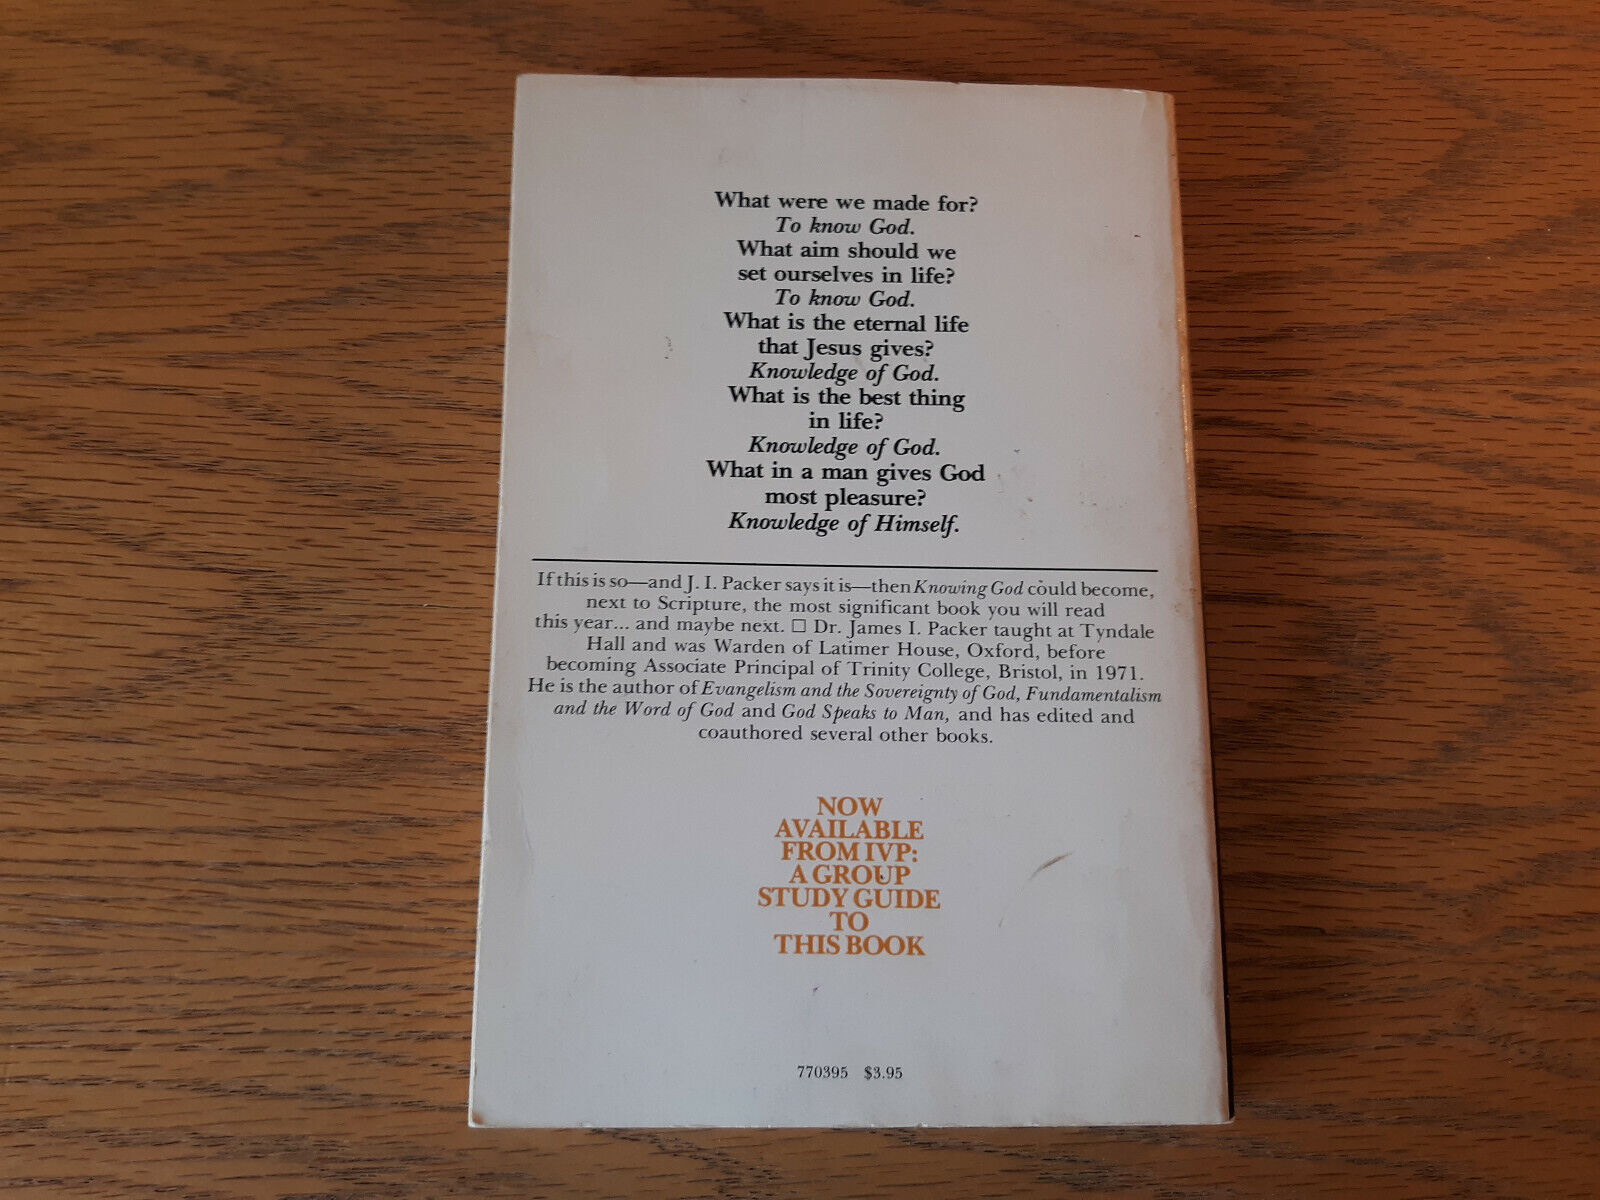 What were we made for?
To know God.
What aim should we
set ourselves in life?
To know God.
What is the eternal life
that Jesus gives?
Knowledge of God.
What is the best thing
in life?
Knowledge of God.
What in a man gives God
most pleasure?
Knowledge of Himself.
If this is so—and J. I. Packer says it is—then Knowing God could become,
next to Scripture, the most significant book you will read
this year... and maybe next. □ Dr. James I. Packer taught at Tyndale
Hall and was Warden of Latimer House, Oxford, before
becoming Associate Principal of Trinity College, Bristol, in 1971.
He is the author of Evangelism and the Sovereignty of God, Fundamentalism
and the Word of God and God Speaks to Man, and has edited and
coauthored several other books.
NOW
AVAILABLE
FROM IVP:
A GROUP
STUDY GUIDE
TO
THIS BOOK
770395 $3.95